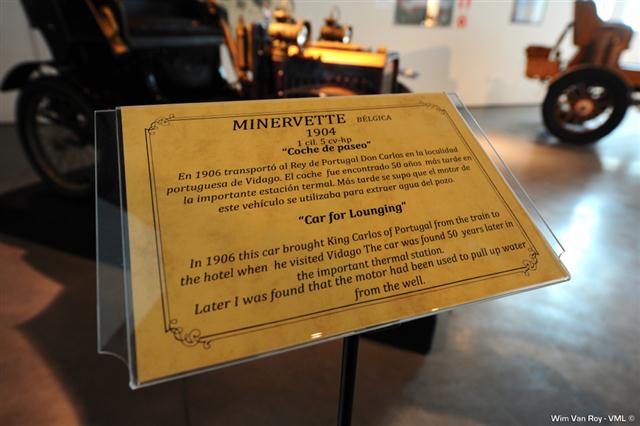 MINERVETTE BÉLGICA
1904
1 cil. 5 cv-hp
“Coche de paseo”
En 1906 transportó al Rey de Portugal Don Carlos en la localidad
portuguesa de Vidago. El coche fue encontrado 50 años más tarde en
la importante estación termal. Más tarde se supo que el motor de
este vehículo se utilizaba para extraer agua del pozo.
“Car for Lounging”
In 1906 this car brought King Carlos of Portugal from the train to
the hotel when he visited Vidago The car was found 50 years later in
the important thermal station.
Later I was found that the motor had been used to pull up water
from the well.
Wim Van Roy - VML ©